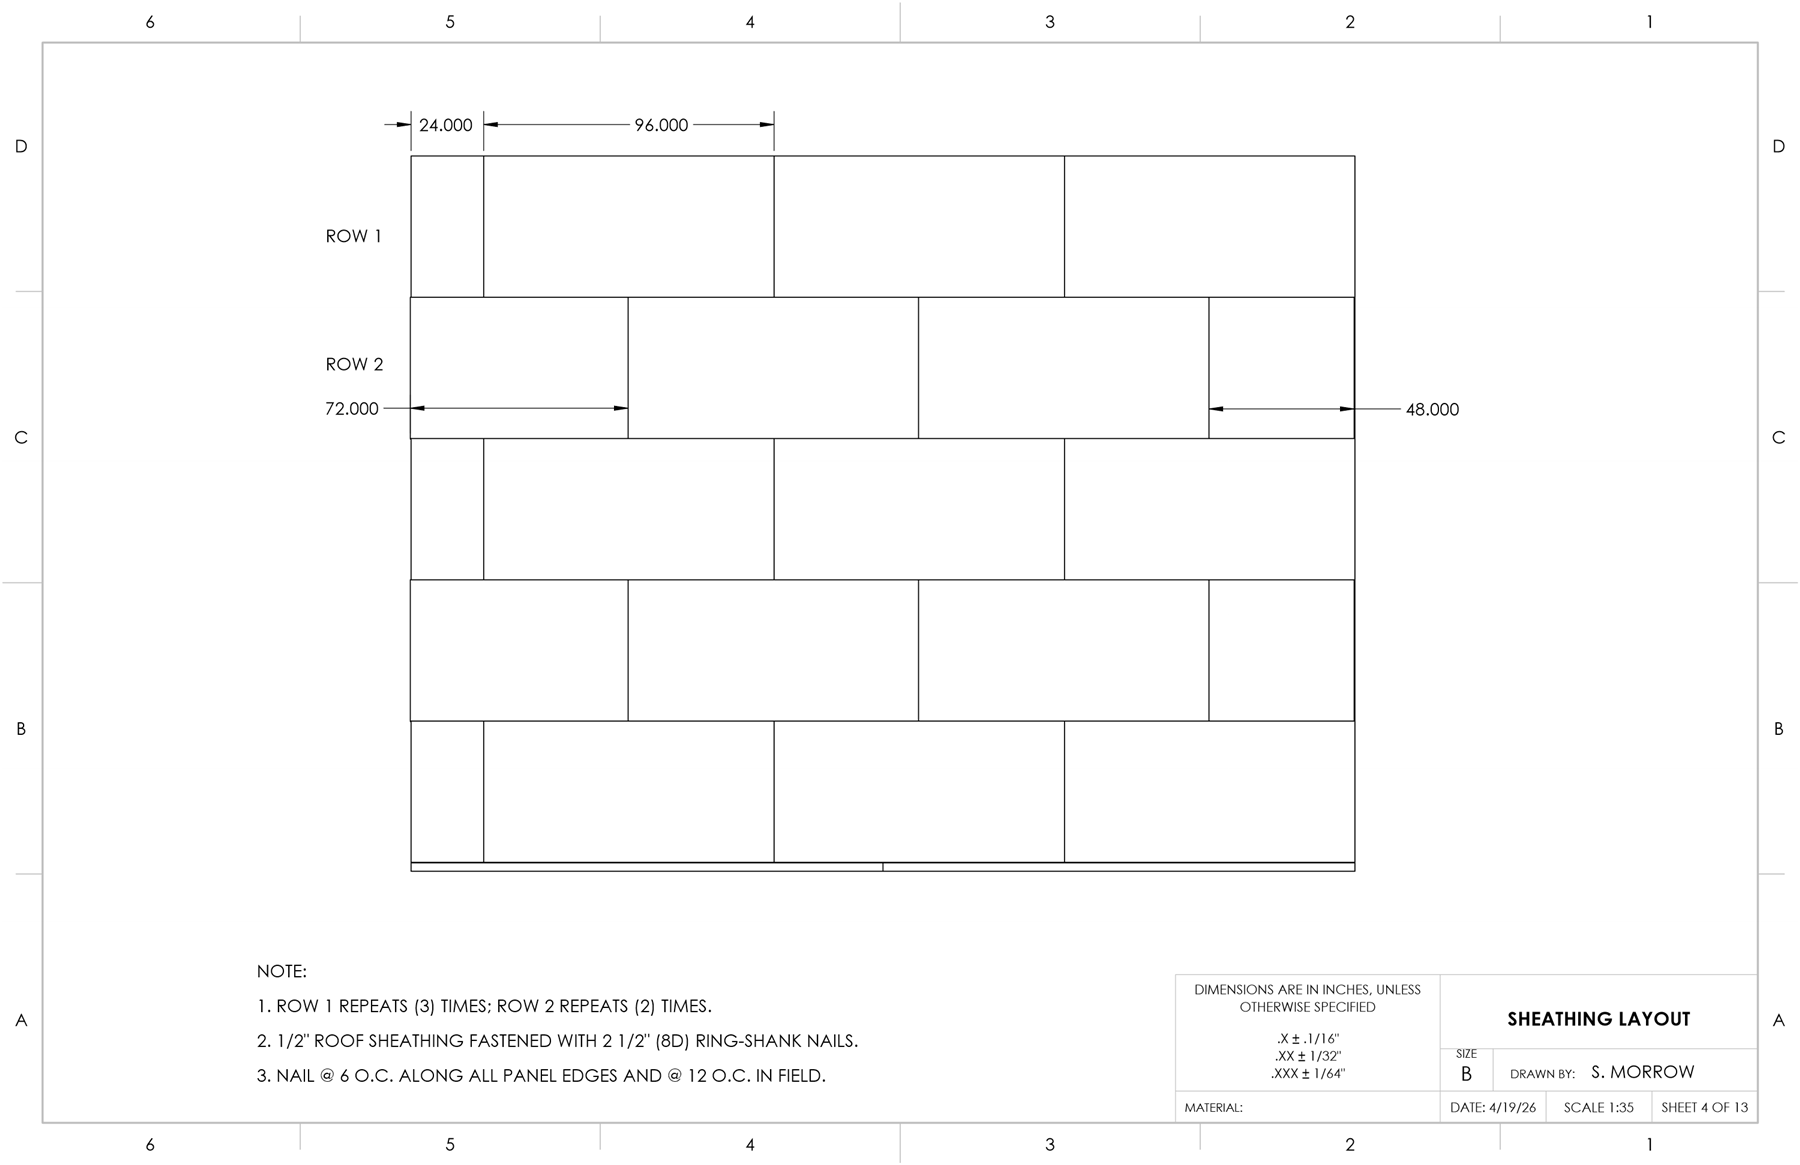 6 5 4 3 2 1
24.000 96.000
D D
ROW 1
ROW 2
72.000 48.000
C C
B B
NOTE:
1. ROW 1 REPEATS (3) TIMES; ROW 2 REPEATS (2) TIMES.
2. 1/2" ROOF SHEATHING FASTENED WITH 2 1/2" (8D) RING-SHANK NAILS.
3. NAIL @ 6 O.C. ALONG ALL PANEL EDGES AND @ 12 O.C. IN FIELD.
A A
DIMENSIONS ARE IN INCHES, UNLESS
OTHERWISE SPECIFIED
.X ± .1/16"
.XX ± 1/32"
.XXX ± 1/64"
MATERIAL:
SHEATHING LAYOUT
SIZE
B
DRAWN BY: S. MORROW
DATE: 4/19/26 SCALE 1:35 SHEET 4 OF 13
6 5 4 3 2 1